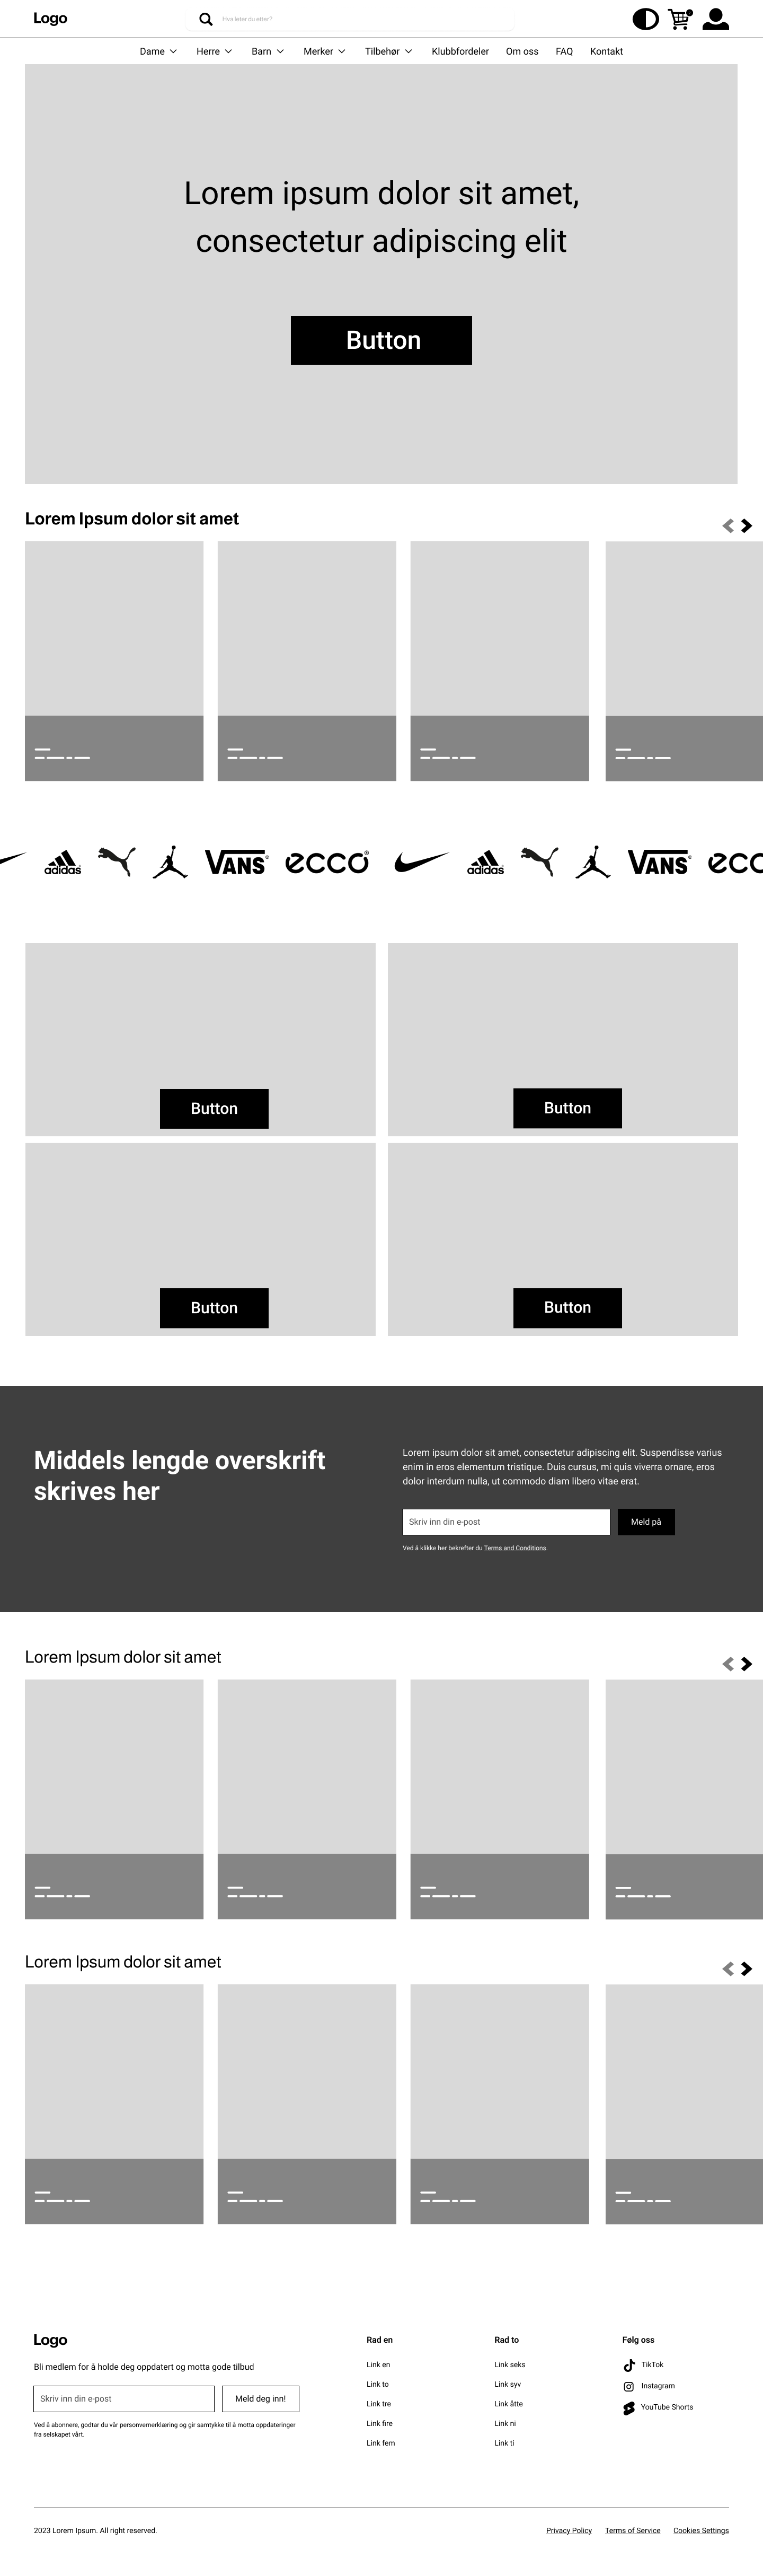 Logo
Hva leter du etter?
Dame
Herre
Barn
Merker
Tilbehør
Klubbfordeler
Om oss
FAQ
Kontakt
Lorem ipsum dolor sit amet,
consectetur adipiscing elit
Button
Lorem Ipsum dolor sit amet
adidas
VANS
ecco
adidas
VANS
ecc
Button
Button
Button
Button
Middels lengde overskrift
skrives her
Lorem ipsum dolor sit amet, consectetur adipiscing elit. Suspendisse varius
enim in eros elementum tristique. Duis cursus, mi quis viverra ornare, eros
dolor interdum nulla, ut commodo diam libero vitae erat.
Skriv inn din e-post
Meld på
Ved å klikke her bekrefter du Terms and Conditions.
Lorem Ipsum dolor sit amet
Lorem Ipsum dolor sit amet
Logo
Bli medlem for å holde deg oppdatert og motta gode tilbud
Skriv inn din e-post
Meld deg inn!
Ved å abonnere, godtar du vår personvernerklæring og gir samtykke til å motta oppdateringer
fra selskapet vårt.
Rad en
Link en
Link to
Link tre
Link fire
Link fem
Rad to
Link seks
Link syv
Link åtte
Link ni
Link ti
Følg oss
TikTok
Instagram
YouTube Shorts
2023 Lorem Ipsum. All right reserved.
Privacy Policy
Terms of Service
Cookies Settings